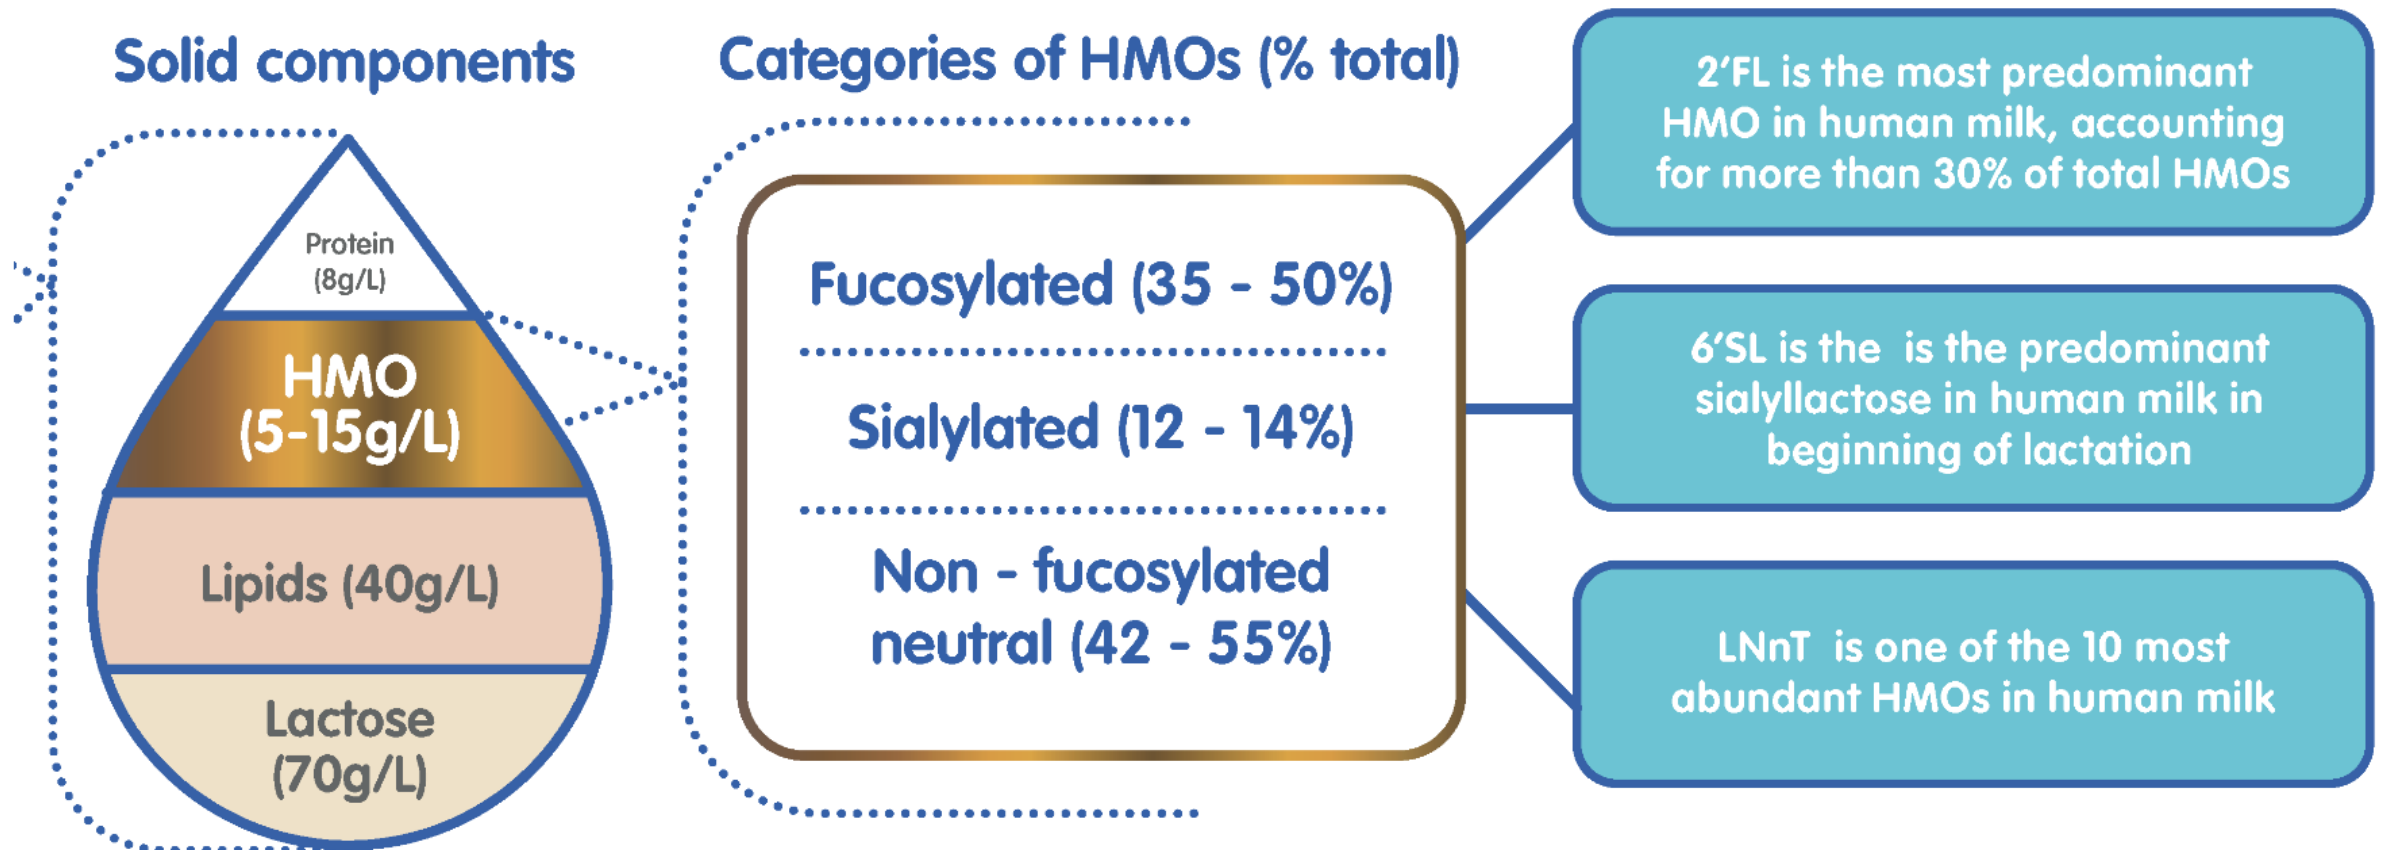 Solid components
Protein
(8g/L)
HMO
(5-15g/L)
Lipids (40g/L)
Lactose
(70g/L)
Categories of HMOs (% total)
Fucosylated (35 - 50%)
Sialylated (12 - 14%)
Non - fucosylated
neutral (42 - 55%)
2’FL is the most predominant
HMO in human milk, accounting
for more than 30% of total HMOs
6’SL is the  is the predominant
sialyllactose in human milk in
beginning of lactation
LNnT  is one of the 10 most
abundant HMOs in human milk